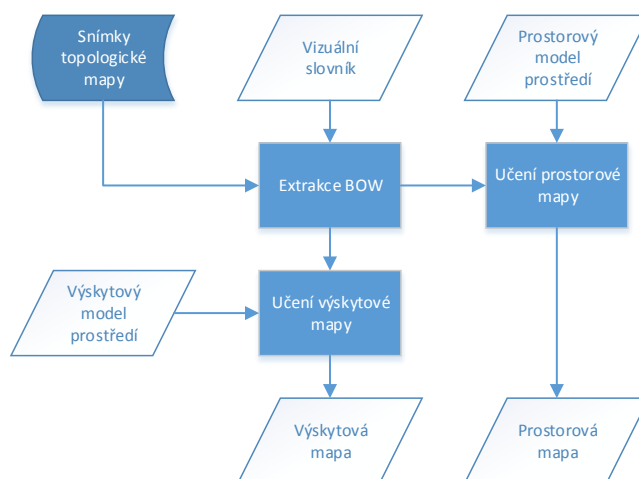 Snímky
topologické
mapy
Vizuální
slovník
Prostorový
model
prostředí
Extrakce BOW
Učení prostorové
mapy
Výskytový
model
prostředí
Učení výskytové
mapy
Výskytová
mapa
Prostorová
mapa